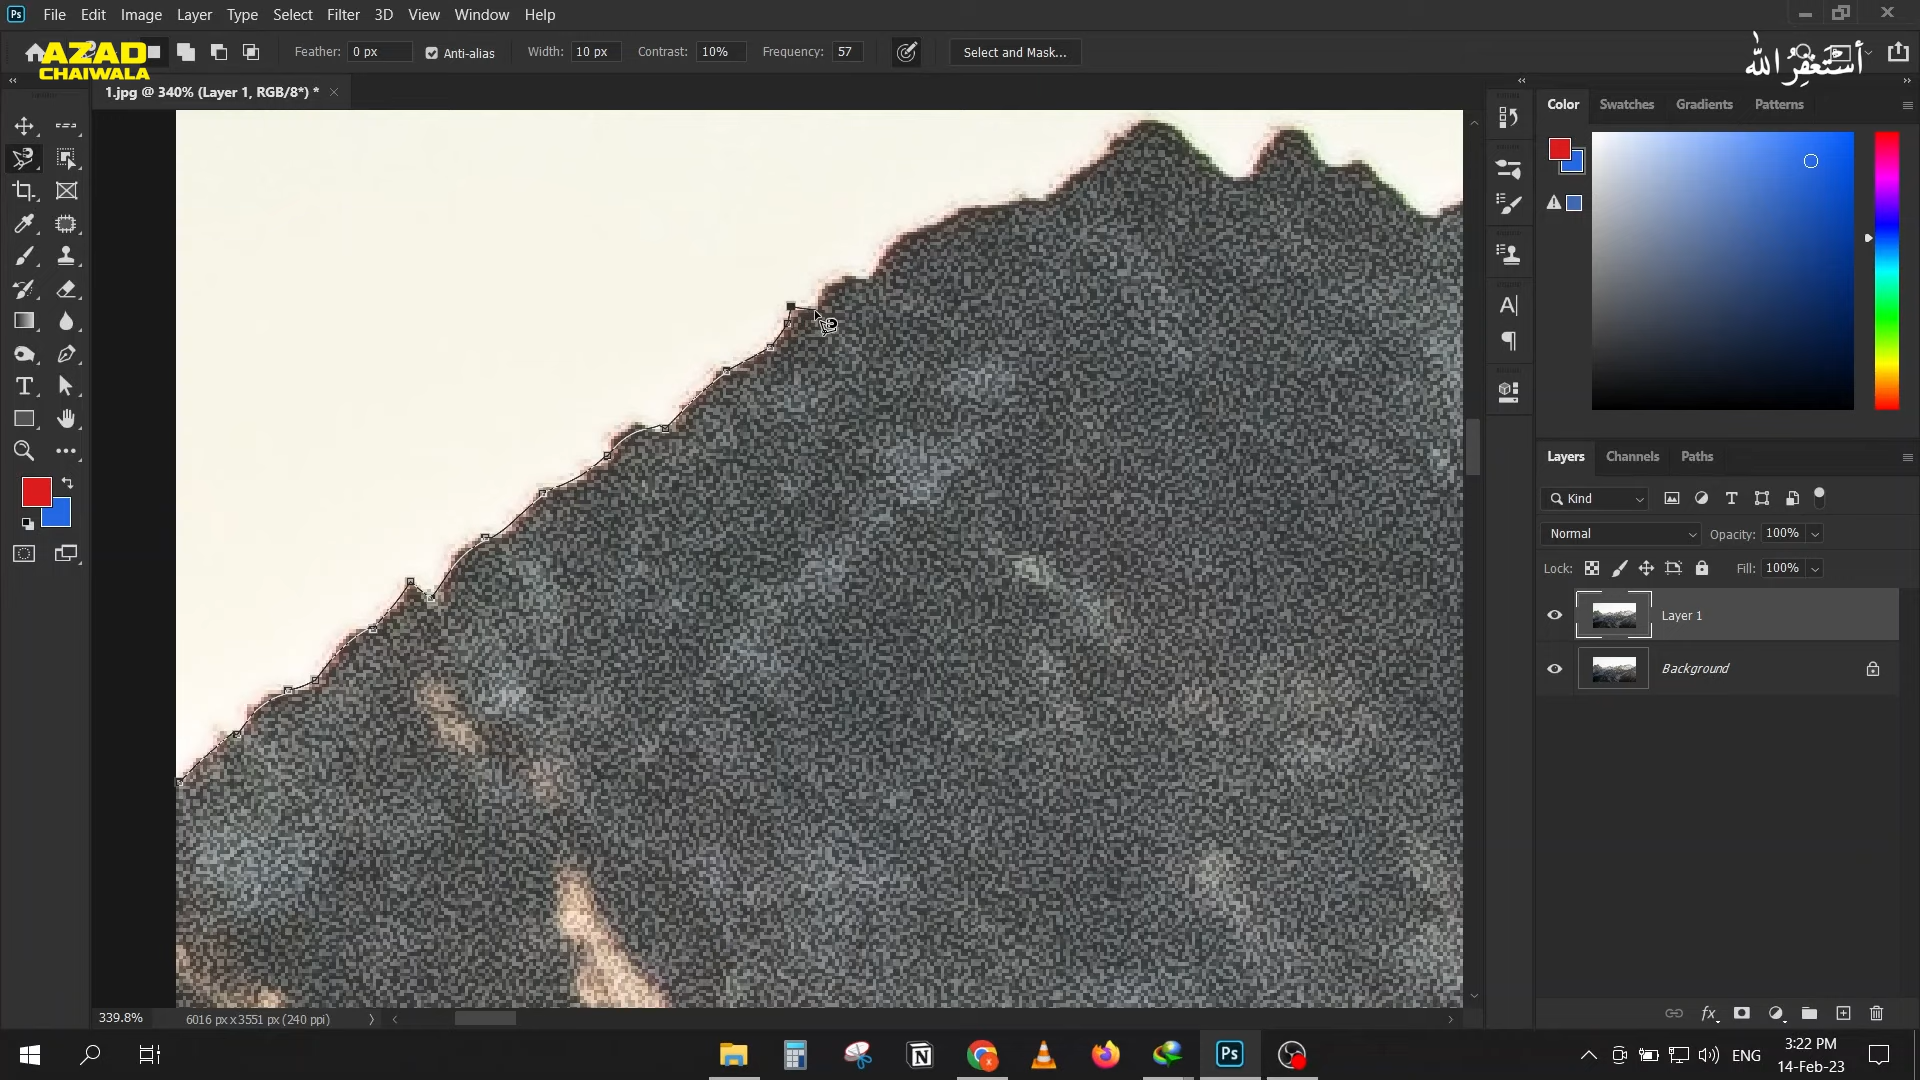 File Edit Image Layer Type Select Filter 3D View Window Help
AZAD
CHAIWALA
Feather: 0 px Anti-alias Width: 10 px Contrast: 10% Frequency: 57 Select and Mask...
أستغفر الله
1.jpg @ 340% (Layer 1, RGB/8*) *
Color Swatches Gradients Patterns
Layers Channels Paths
Kind
Normal Opacity: 100%
Lock: Fill: 100%
Layer 1
Background
339.8% 6016 px x 3551 px (240 ppi)
ENG
3:22 PM
14-Feb-23